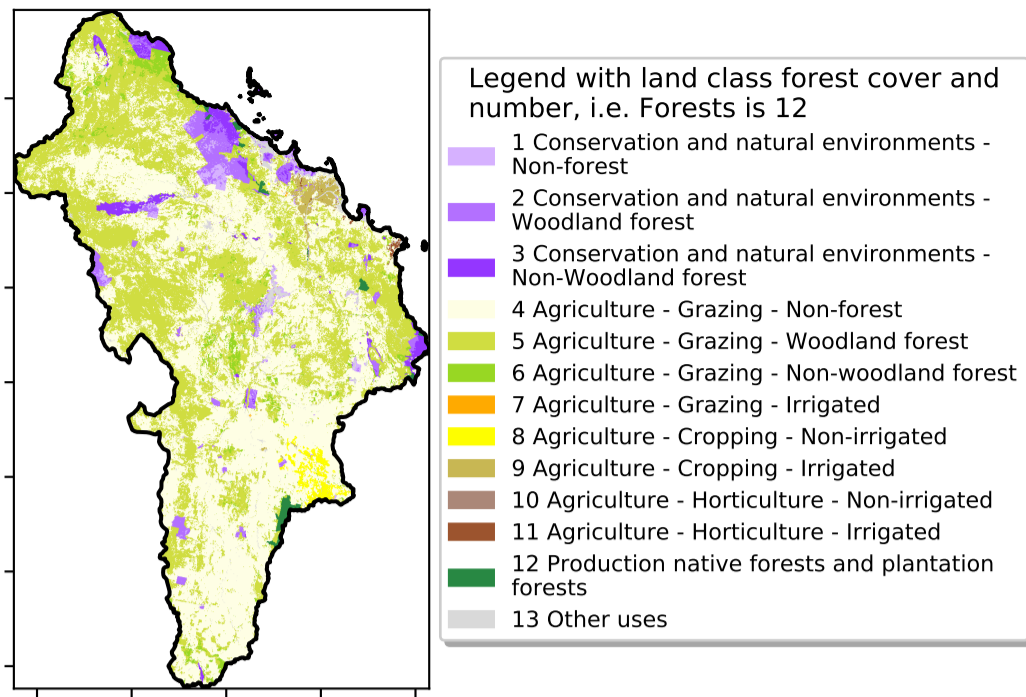 Legend with land class forest cover and
number, i.e. Forests is 12
1 Conservation and natural environments -
Non-forest
2 Conservation and natural environments -
Woodland forest
3 Conservation and natural environments -
Non-Woodland forest
4 Agriculture - Grazing - Non-forest
5 Agriculture - Grazing - Woodland forest
6 Agriculture - Grazing - Non-woodland forest
7 Agriculture - Grazing - Irrigated
8 Agriculture - Cropping - Non-irrigated
9 Agriculture - Cropping - Irrigated
10 Agriculture - Horticulture - Non-irrigated
11 Agriculture - Horticulture - Irrigated
12 Production native forests and plantation
forests
13 Other uses